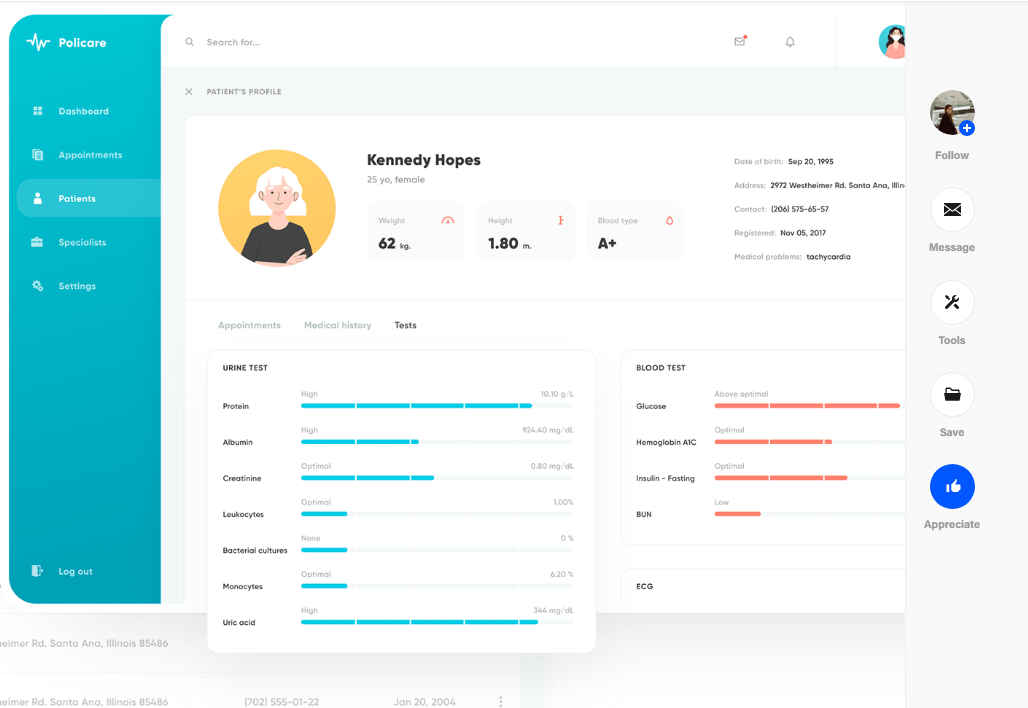 Policare
Search for...
Dashboard
Appointments
Patients
Specialists
Settings
Log out
PATIENT'S PROFILE
Kennedy Hopes
25 yo, female
Weight
62 kg.
Height
1.80 m.
Blood type
A+
Date of birth: Sep 20, 1995
Address: 2972 Westheimer Rd. Santa Ana, Illin
Contact: (206) 575-65-57
Registered: Nov 05, 2017
Medical problems: tachycardia
Appointments Medical history Tests
URINE TEST
High 10.10 g/L
Protein
High 924.40 mg/dL
Albumin
Optimal 0.80 mg/dL
Creatinine
Optimal 1.00%
Leukocytes
None 0 %
Bacterial cultures
Optimal 6.20 %
Monocytes
High 344 mg/dL
Uric acid
BLOOD TEST
Above optimal
Glucose
Optimal
Hemoglobin A1C
Optimal
Insulin - Fasting
Low
BUN
ECG
heimer Rd. Santa Ana, Illinois 85486
heimer Rd. Santa Ana, Illinois 85486 (702) 555-01-22 Jan 20, 2004
Follow
Message
Tools
Save
Appreciate